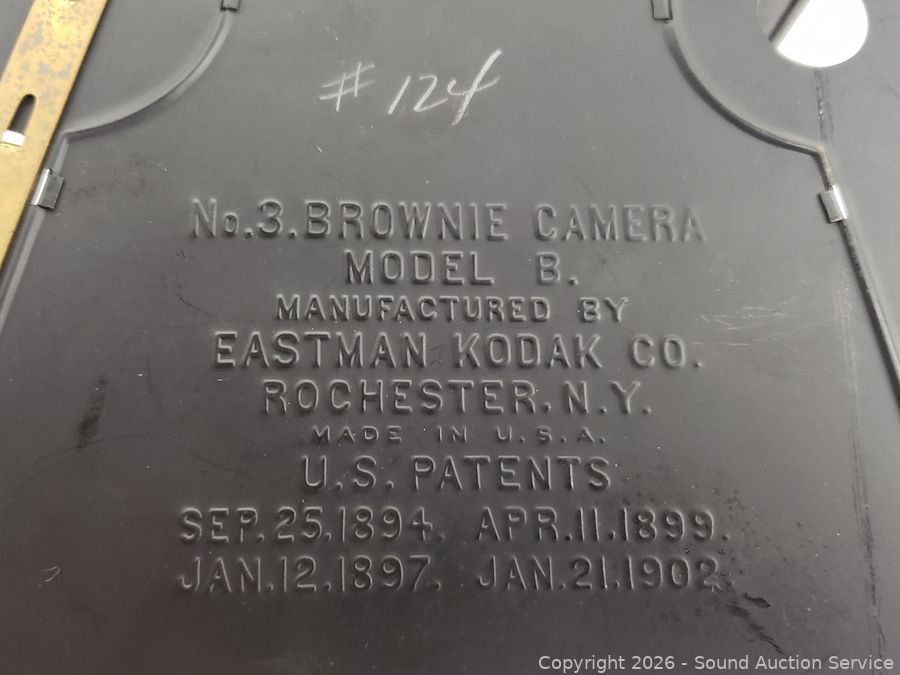 # 124
No.3.BROWNIE CAMERA
MODEL B.
MANUFACTURED BY
EASTMAN KODAK CO.
ROCHESTER, N.Y.
MADE IN U.S.A.
U.S. PATENTS
SEP. 25, 1894. APR. 11, 1899.
JAN. 12, 1897. JAN. 21, 1902.
Copyright © 2026 - Sound Auction Service